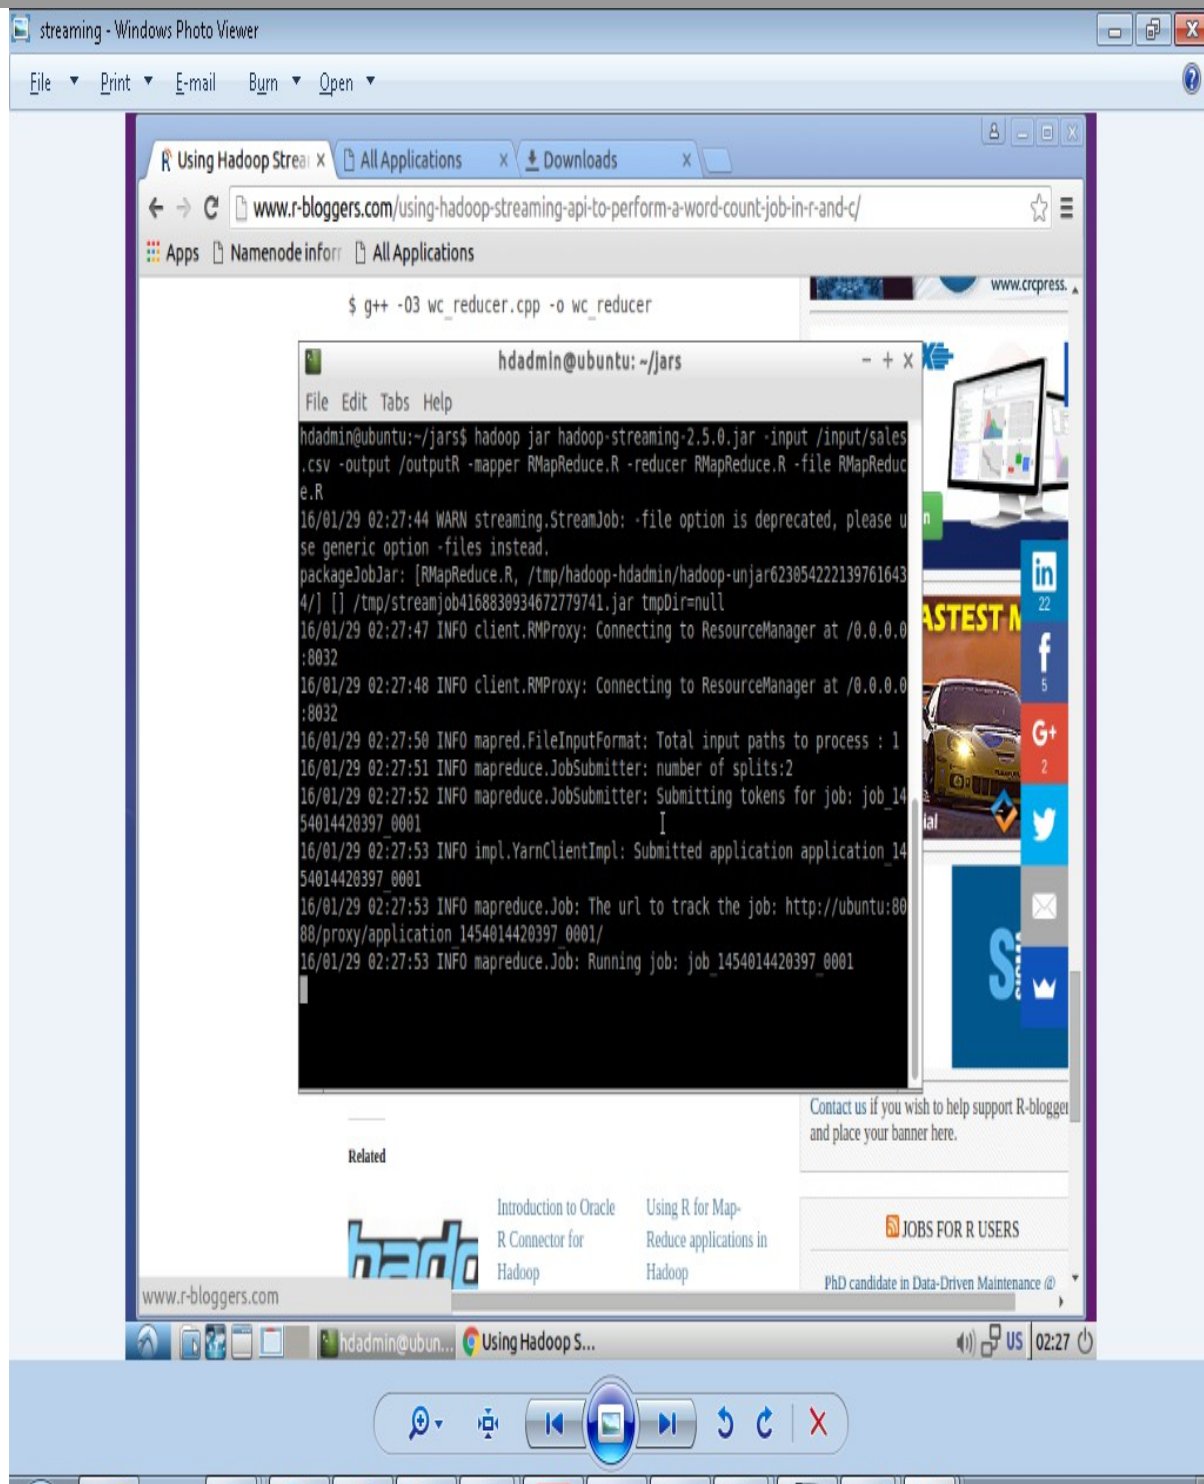 streaming - Windows Photo Viewer
File Print E-mail Burn Open
R Using Hadoop Strea All Applications Downloads
www.r-bloggers.com/using-hadoop-streaming-api-to-perform-a-word-count-job-in-r-and-c/
Apps Namenode inforr All Applications
www.crcpress.
$ g++ -O3 wc_reducer.cpp -o wc_reducer
hdadmin@ubuntu: ~/jars
File Edit Tabs Help
hdadmin@ubuntu:~/jars$ hadoop jar hadoop-streaming-2.5.0.jar -input /input/sales
.csv -output /outputR -mapper RMapReduce.R -reducer RMapReduce.R -file RMapReduc
e.R
16/01/29 02:27:44 WARN streaming.StreamJob: -file option is deprecated, please u
se generic option -files instead.
packageJobJar: [RMapReduce.R, /tmp/hadoop-hdadmin/hadoop-unjar623054222139761643
4/] [] /tmp/streamjob4168830934672779741.jar tmpDir=null
16/01/29 02:27:47 INFO client.RMProxy: Connecting to ResourceManager at /0.0.0.0
:8032
16/01/29 02:27:48 INFO client.RMProxy: Connecting to ResourceManager at /0.0.0.0
:8032
16/01/29 02:27:50 INFO mapred.FileInputFormat: Total input paths to process : 1
16/01/29 02:27:51 INFO mapreduce.JobSubmitter: number of splits:2
16/01/29 02:27:52 INFO mapreduce.JobSubmitter: Submitting tokens for job: job_14
54014420397_0001
16/01/29 02:27:53 INFO impl.YarnClientImpl: Submitted application application_14
54014420397_0001
16/01/29 02:27:53 INFO mapreduce.Job: The url to track the job: http://ubuntu:80
88/proxy/application_1454014420397_0001/
16/01/29 02:27:53 INFO mapreduce.Job: Running job: job_1454014420397_0001
in
22
ASTEST M
f
5
G+
2
ial
Contact us if you wish to help support R-blogger
and place your banner here.
Related
Introduction to Oracle
R Connector for
Hadoop
Using R for Map-
Reduce applications in
Hadoop
JOBS FOR R USERS
PhD candidate in Data-Driven Maintenance @
www.r-bloggers.com
hdadmin@ubun... Using Hadoop S... US 02:27